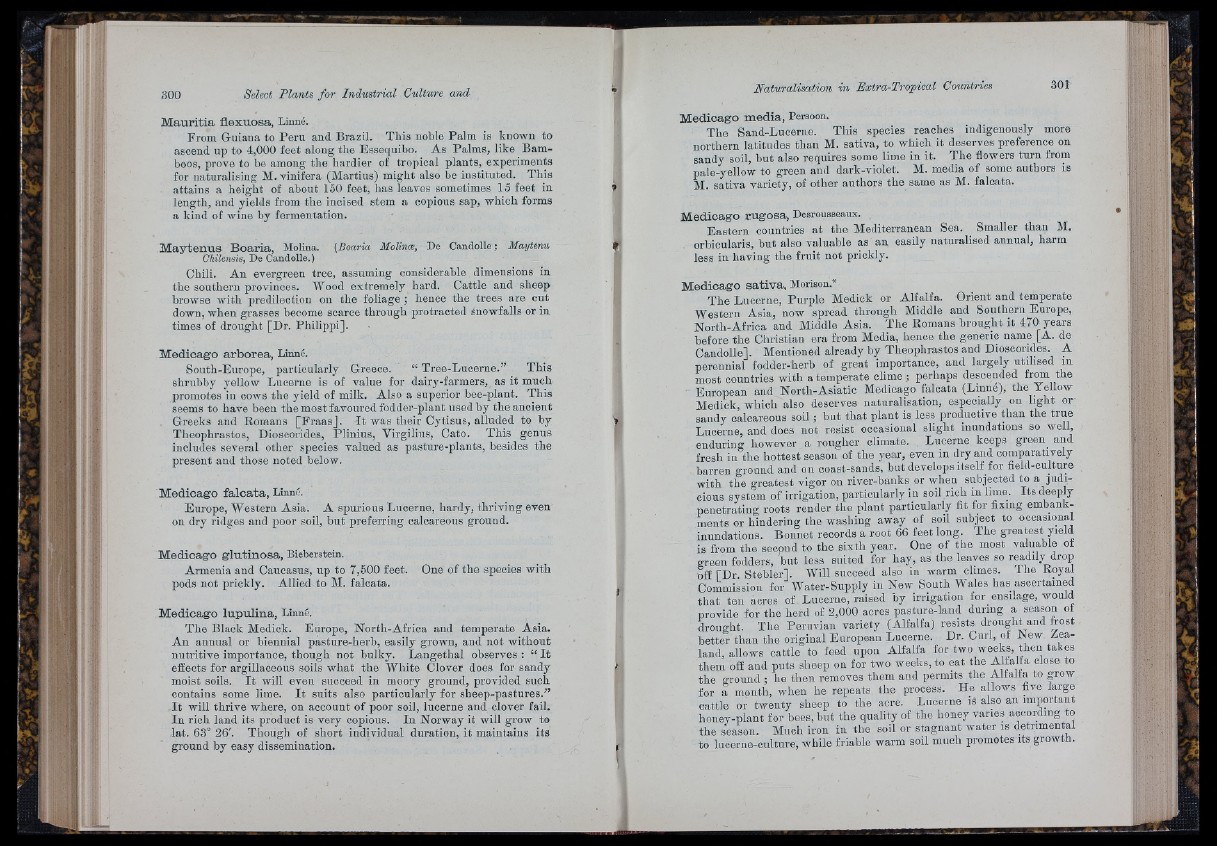 300 Select Plants for Industrial Culture and
Mauritia flexuosa, Linné.
From Guiana to Peru and Brazil. This noble Palm is known to
ascend up to 4,000 feet along the Essequibo. As Palms, like Bam-
boos, prove to be among the hardier of tropical plants, experiments
for naturalising M. vinifera (Martius) might also be instituted. This
attains a height of about 150 feet, has leaves sometimes 15 feet in
length, and yields from the incised stem a copious sap, which forms
a kind of wine by fermentation.
Maytenus Boaria, Molina. (Boaria Molinæ, De Candolle; Maytenu
Chilensis, De Candolle.)
Chili. An evergreen tree, assuming considerable dimensions in
the southern provinces. Wood extremely hard. Cattle and sheep
browse with predilection on the foliage; hence the trees are cut
down, when grasses become scarce through protracted snowfalls or in
times of drought [Dr. Philippi].
Medicago arborea, Linné.
South-Europe, particularly Greece. “Tree-Lucerne.” This
shrubby yellow Lucerne is of value for dairy-farmers, as it much
promotes in cows the yield of milk. Also a superior bee-plant. This
seems to have been the most favoured fodder-plant used by the ancient
Greeks and Romans [Fraas]. It was their Cytisus, alluded to by
Theophrastos, Dioscorides, Plinius, Virgilius, Cato. This genus
includes several other species valued as pasture-plants, besides the
present and those noted below.
Medicago falcata, Linné.
Europe, Western Asia. A spurious Lucerne, hardy, thriving even
on dry ridges and poor soil, but preferring calcareous ground.
Medicago glutinosa, Bieberstein.
Armenia and Caucasus, up to 7,500 feet. One of the species with
pods not prickly. Allied to M. falcata.
Medicago lupulina, Linné.
The Black Medick. Europe, North-Africa and temperate Asia.
An annual or biennial pasture-herb, easily grown, and not without
nutritive importance, though not bulky. Langethal observes: “It
effects for argillaceous soils what the White Clover does for sandy
moist soils. It will even succeed in moory ground, provided such
contains some lime. It suits also particularly for sheep-pastures.”
It will thrive where, on account of poor soil, lucerne and clover fail.
In rich land its product is very copious. In Norway it will grow to
lat. 63° 26′. Though of short individual duration, it maintains its
ground by easy dissemination.
Naturalisation in Extra-Tropical Countries 301
Medicago media, Persoon.
The Sand-Lucerne. This species reaches indigenously more
northern latitudes than M. sativa, to which it deserves preference on
sandy soil, but also requires some lime in it. The flowers turn from
pale-yellow to green and dark-violet. M. media of some authors is
M. sativa variety, of other authors the same as M. falcata.
Medicago rugosa, Desrousseaux.
Eastern countries at the Mediterranean Sea. Smaller than M.
orbicularis, but also valuable as an easily naturalised annual, harm
less in having the fruit not prickly.
Medicago sativa, Morison.
The Lucerne, Purple Medick or Alfalfa. Orient and temperate
Western Asia, now spread through Middle and Southern Europe,
North-Africa and Middle Asia. The Romans brought it 470 years
before the Christian era from Media, hence the generic name [A. de
Candolle]. Mentioned already by Theophrastos and Dioscorides. A
perennial fodder-herb of great importance, and largely utilised in
most countries with a temperate clime; perhaps descended from the
European and North-Asiatic Medicago falcata (Linné), the Yellow
Medick, which also deserves naturalisation, especially on light or
sandy calcareous soil; but that plant is less productive than the true
Lucerne, and does not resist occasional slight inundations so well,
enduring however a rougher climate. Lucerne keeps green and
fresh in the hottest season of the year, even in dry and comparatively
barren ground and on coast-sands, but develops itself for field-culture
with the greatest vigor on river-banks or when subjected to a judi-
cious system of irrigation, particularly in soil rich in lime. Its deeply
penetrating roots render the plant particularly fit for fixing embank-
ments or hindering the washing away of soil subject to occasional
inundations. Bonnet records a root 66 feet long. The greatest yield
is from the second to the sixth year. One of the most valuable of
green fodders, but less suited for hay, as the leaves so readily drop
off [Dr. Stebler]. Will succeed also in warm climes. The Royal
Commission for Water-Supply in New South Wales has ascertained
that ten acres of Lucerne, raised by irrigation for ensilage, would
provide for the herd of 2,000 acres pasture-land during a season of
drought. The Peruvian variety (Alfalfa) resists drought and frost
better than the original European Lucerne. Dr. Curl, of New Zea-
land, allows cattle to feed upon Alfalfa for two weeks, then takes
them off and puts sheep on for two weeks, to eat the Alfalfa close to
the ground; he then removes them and permits the Alfalfa to grow
for a month, when he repeats the process. He allows five large
cattle or twenty sheep to the acre. Lucerne is also an important
honey-plant for bees, but the quality of the honey varies according to
the season. Much iron in the soil or stagnant water is detrimental
to lucerne-culture, while friable warm soil much promotes its growth.